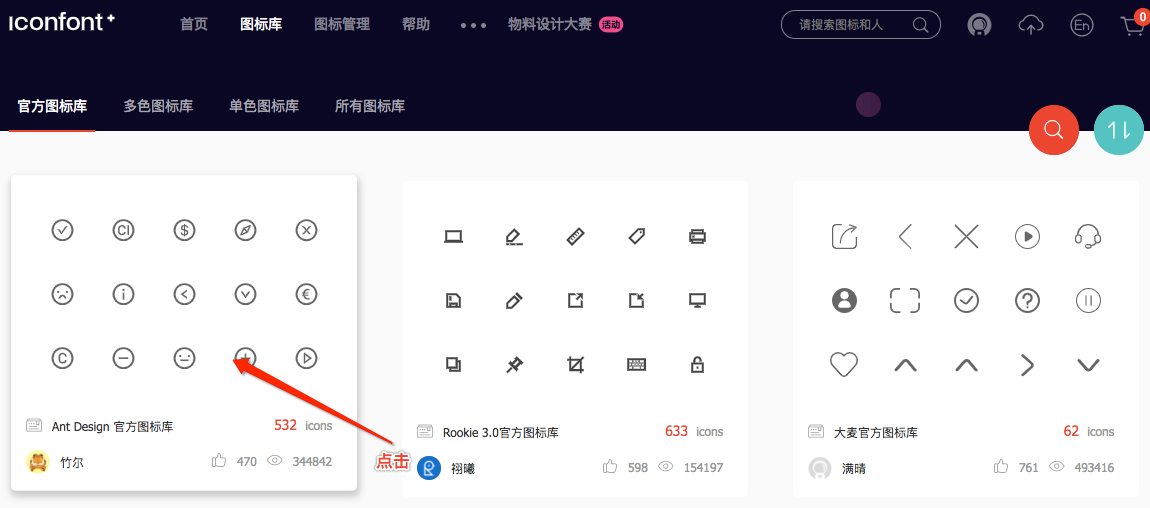 iconfont+
首页 图标库 图标管理 帮助 物料设计大赛 活动 请搜索图标和人 En 0
官方图标库 多色图标库 单色图标库 所有图标库
Ant Design 官方图标库 532 icons
竹尔 470 344842
点击
Rookie 3.0官方图标库 633 icons
祤曦 598 154197
大麦官方图标库 62 icons
满晴 761 493416